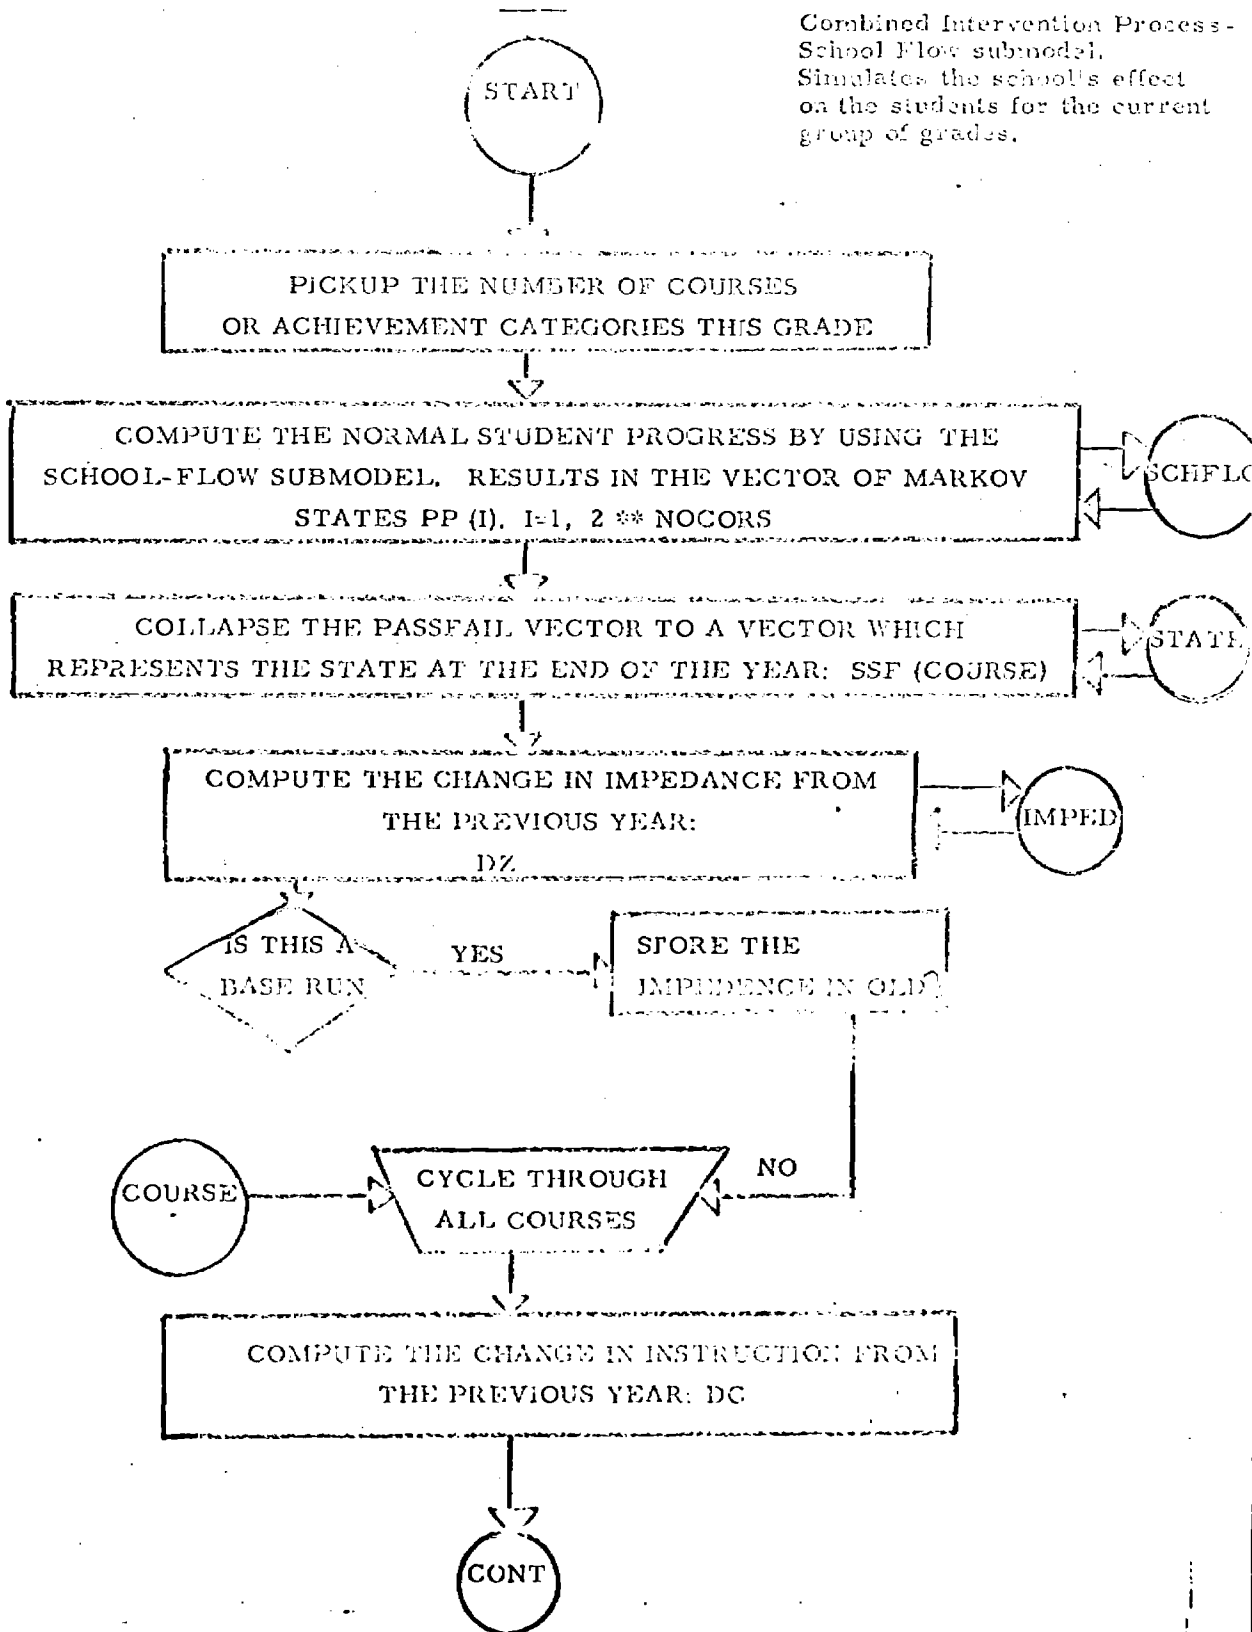 Combined Intervention Process-
School Flow submodel.
Simulates the school's effect
on the students for the current
group of grades.
START
PICKUP THE NUMBER OF COURSES
OR ACHIEVEMENT CATEGORIES THIS GRADE
COMPUTE THE NORMAL STUDENT PROGRESS BY USING THE
SCHOOL-FLOW SUBMODEL. RESULTS IN THE VECTOR OF MARKOV
STATES PP (I). I=1, 2 ** NOCORS
SCHFLO
COLLAPSE THE PASSFAIL VECTOR TO A VECTOR WHICH
REPRESENTS THE STATE AT THE END OF THE YEAR: SSF (COURSE)
STATE
COMPUTE THE CHANGE IN IMPEDANCE FROM
THE PREVIOUS YEAR:
DZ
IMPED
IS THIS A
BASE RUN
YES
STORE THE
IMPEDENCE IN
COURSE
CYCLE THROUGH
ALL COURSES
NO
COMPUTE THE CHANGE IN INSTRUCTION FROM
THE PREVIOUS YEAR: DC
CONT